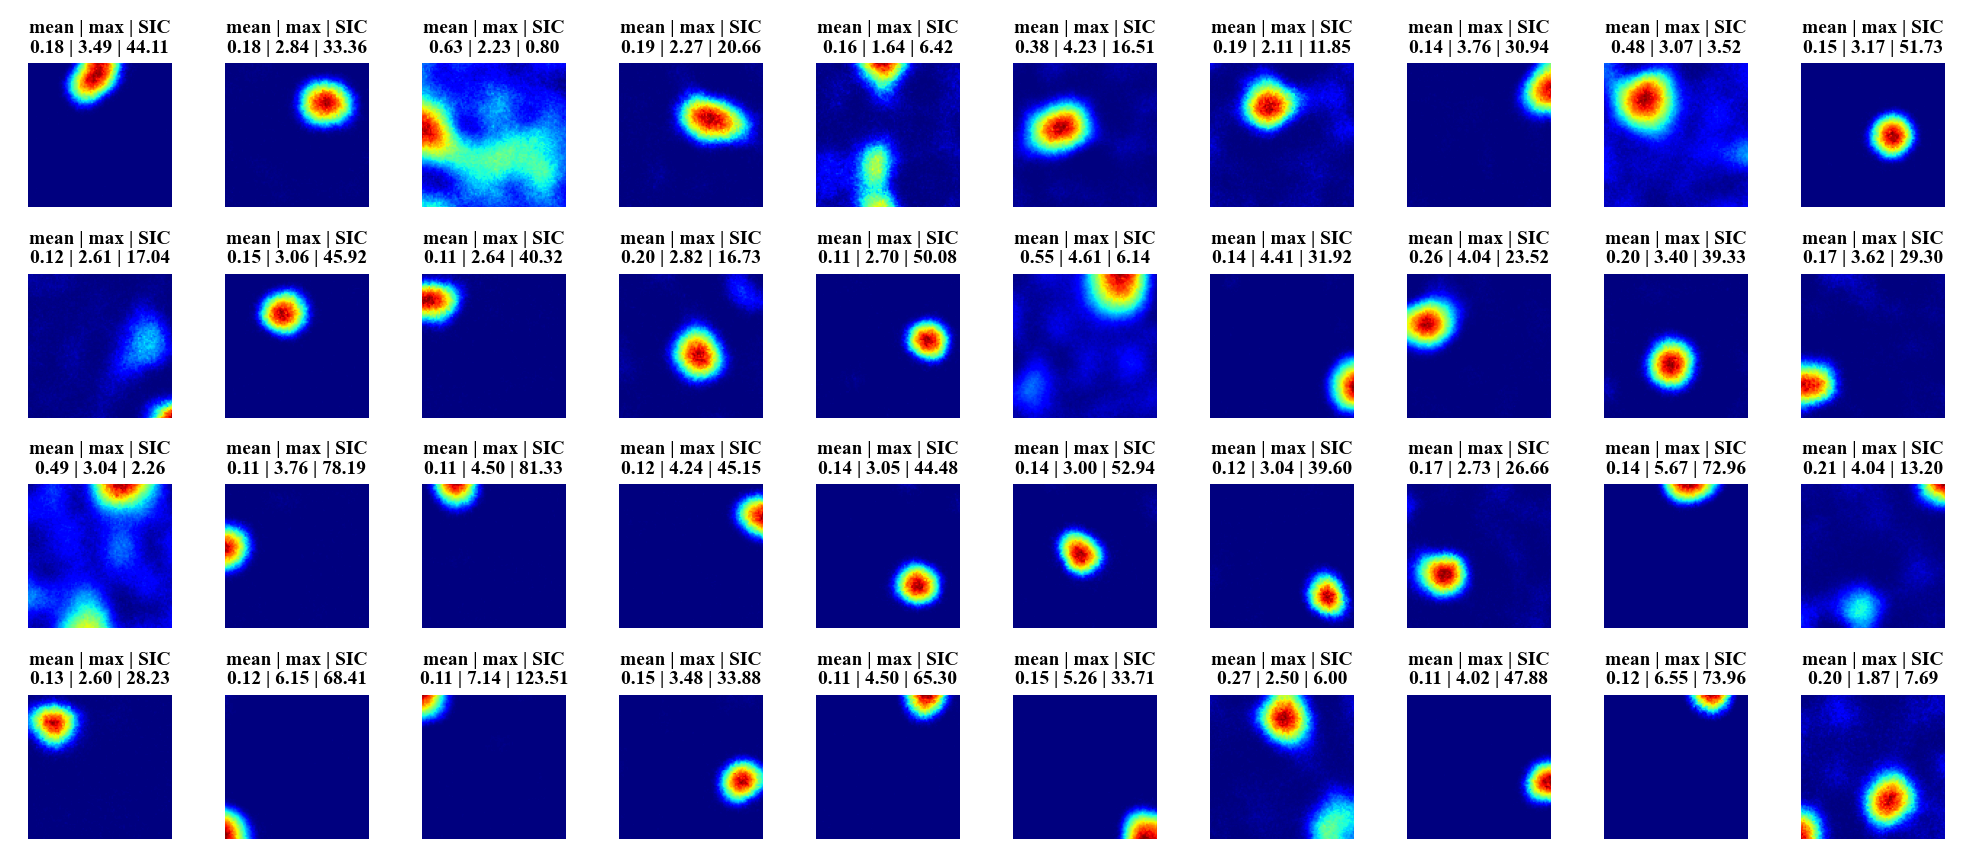 mean | max | SIC mean | max | SIC mean | max | SIC mean | max | SIC mean | max | SIC mean | max | SIC mean | max | SIC mean | max | SIC mean | max | SIC mean | max | SIC
0.18 | 3.49 | 44.11 0.18 | 2.84 | 33.36 0.63 | 2.23 | 0.80 0.19 | 2.27 | 20.66 0.16 | 1.64 | 6.42 0.38 | 4.23 | 16.51 0.19 | 2.11 | 11.85 0.14 | 3.76 | 30.94 0.48 | 3.07 | 3.52 0.15 | 3.17 | 51.73
mean | max | SIC mean | max | SIC mean | max | SIC mean | max | SIC mean | max | SIC mean | max | SIC mean | max | SIC mean | max | SIC mean | max | SIC mean | max | SIC
0.12 | 2.61 | 17.04 0.15 | 3.06 | 45.92 0.11 | 2.64 | 40.32 0.20 | 2.82 | 16.73 0.11 | 2.70 | 50.08 0.55 | 4.61 | 6.14 0.14 | 4.41 | 31.92 0.26 | 4.04 | 23.52 0.20 | 3.40 | 39.33 0.17 | 3.62 | 29.30
mean | max | SIC mean | max | SIC mean | max | SIC mean | max | SIC mean | max | SIC mean | max | SIC mean | max | SIC mean | max | SIC mean | max | SIC mean | max | SIC
0.49 | 3.04 | 2.26 0.11 | 3.76 | 78.19 0.11 | 4.50 | 81.33 0.12 | 4.24 | 45.15 0.14 | 3.05 | 44.48 0.14 | 3.00 | 52.94 0.12 | 3.04 | 39.60 0.17 | 2.73 | 26.66 0.14 | 5.67 | 72.96 0.21 | 4.04 | 13.20
mean | max | SIC mean | max | SIC mean | max | SIC mean | max | SIC mean | max | SIC mean | max | SIC mean | max | SIC mean | max | SIC mean | max | SIC mean | max | SIC
0.13 | 2.60 | 28.23 0.12 | 6.15 | 68.41 0.11 | 7.14 | 123.51 0.15 | 3.48 | 33.88 0.11 | 4.50 | 65.30 0.15 | 5.26 | 33.71 0.27 | 2.50 | 6.00 0.11 | 4.02 | 47.88 0.12 | 6.55 | 73.96 0.20 | 1.87 | 7.69